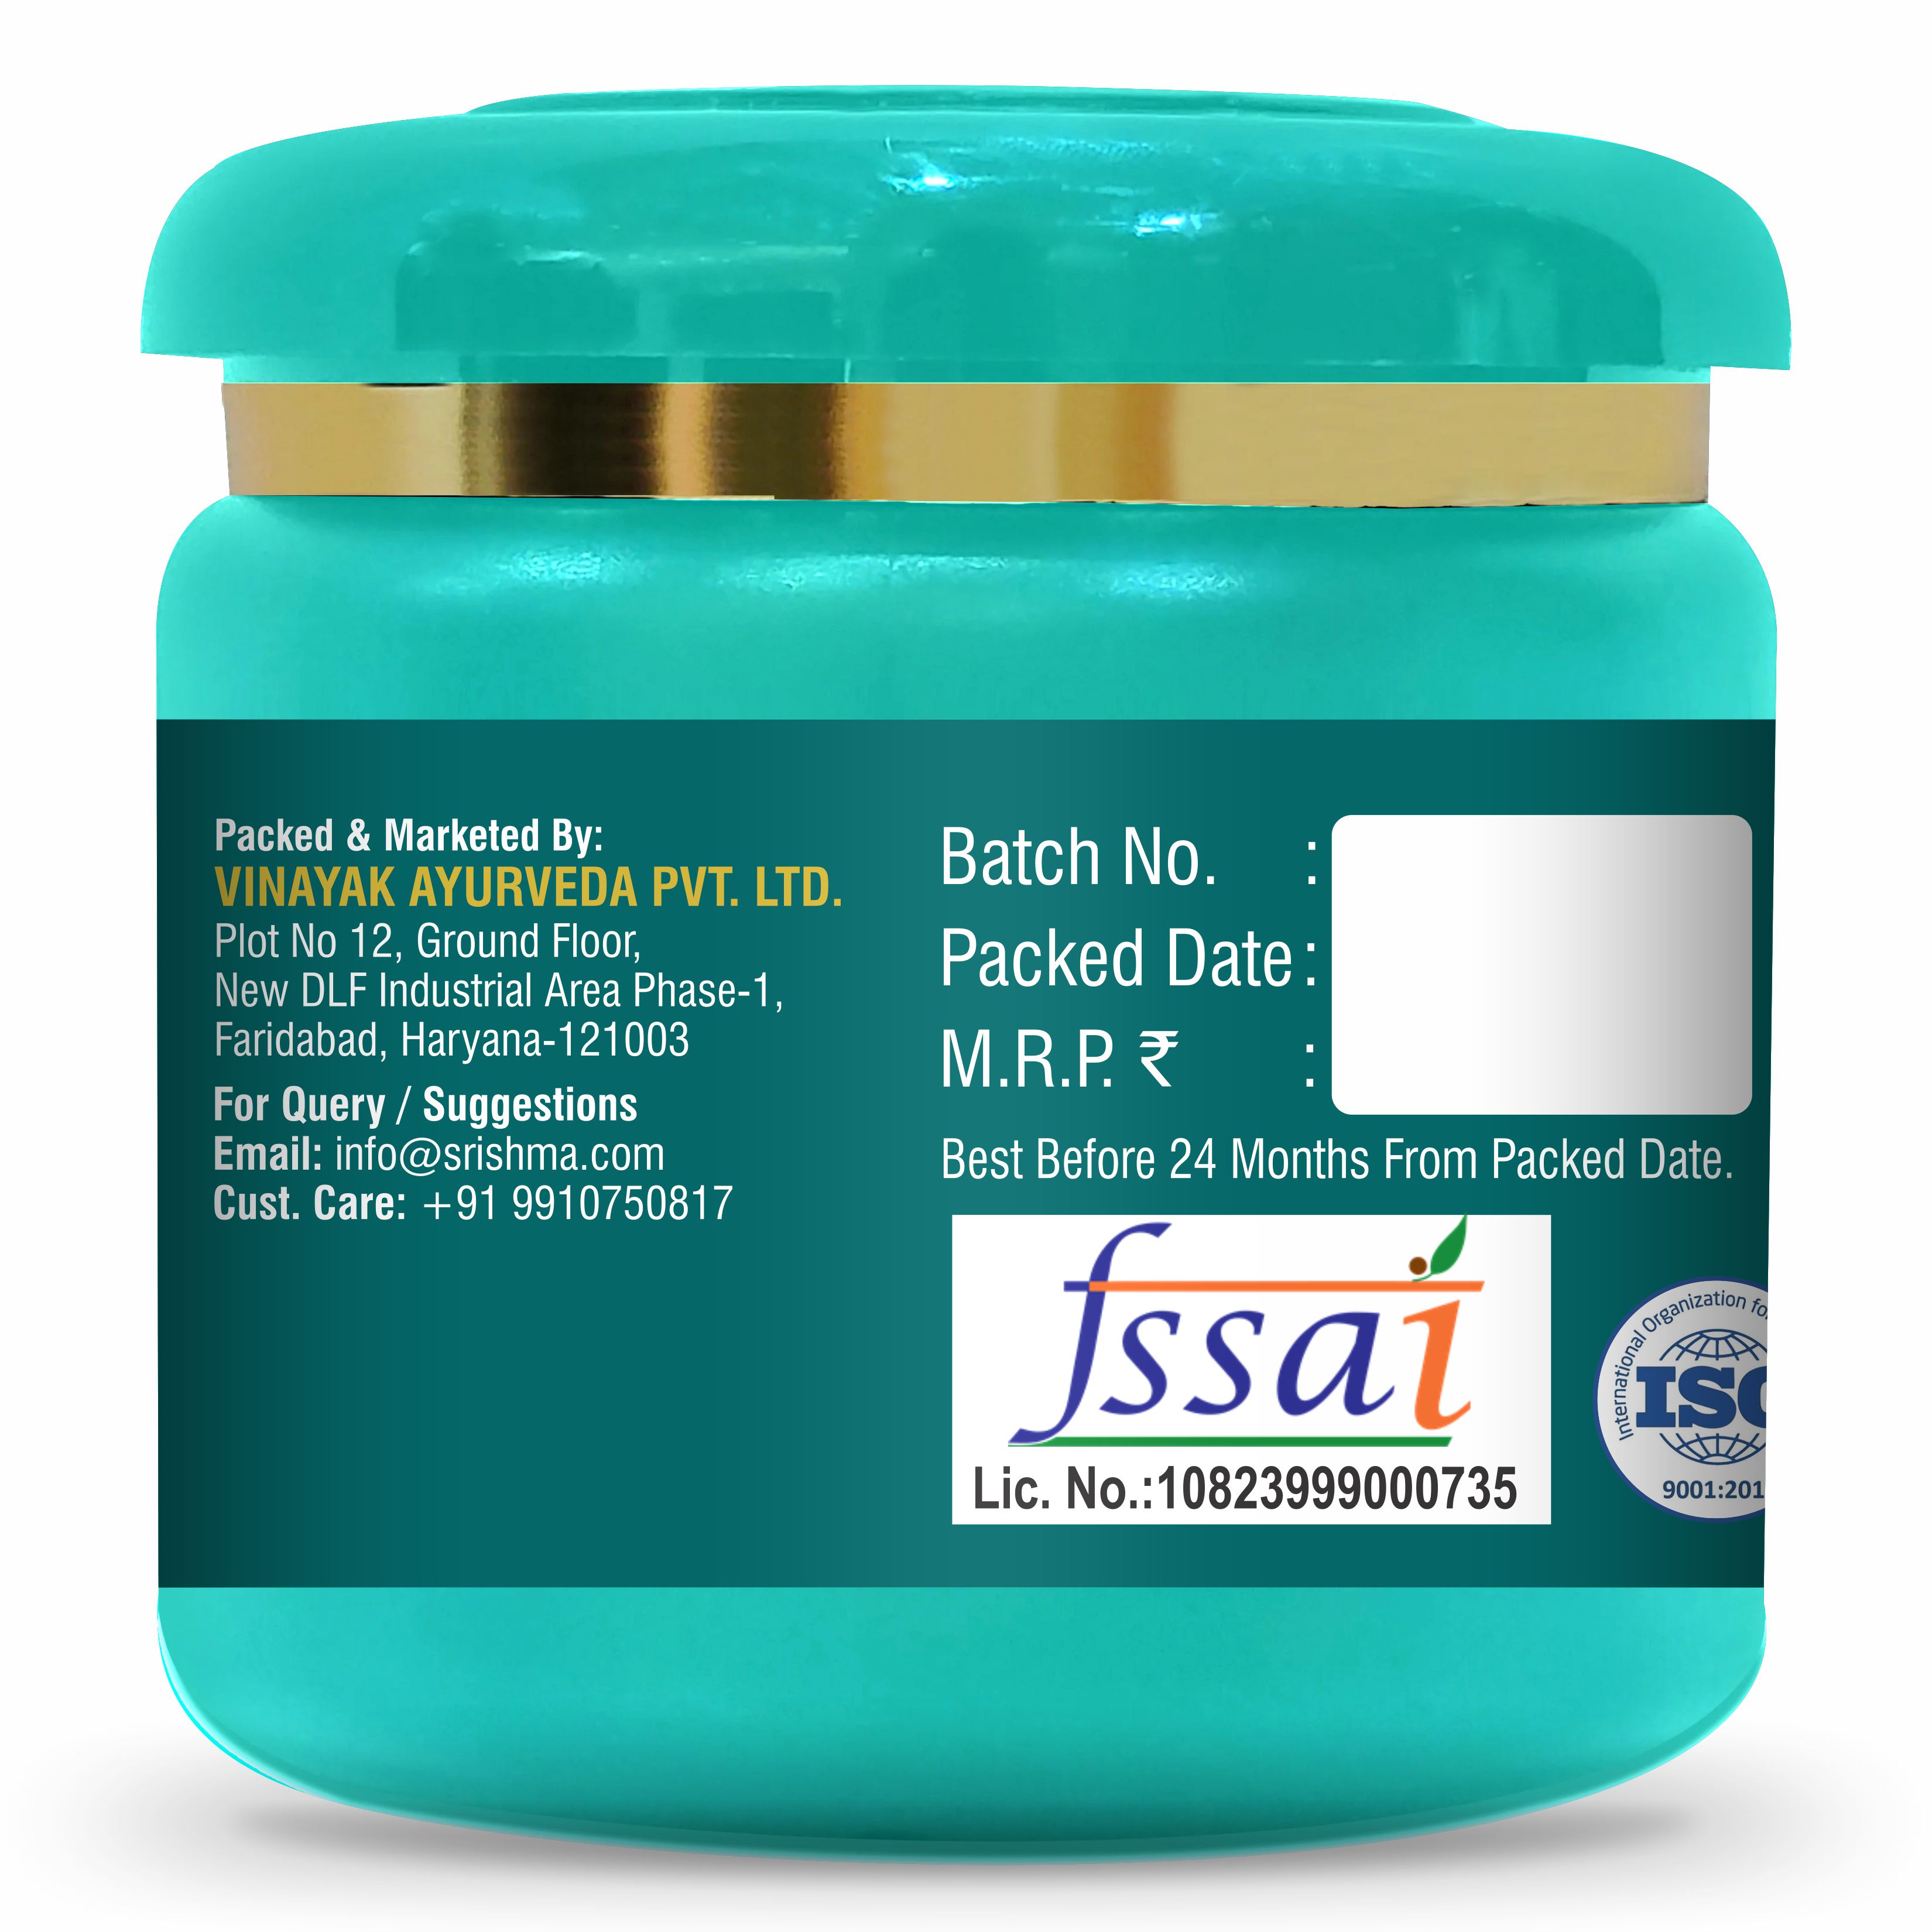 Packed & Marketed By:
VINAYAK AYURVEDA PVT. LTD.
Plot No 12, Ground Floor,
New DLF Industrial Area Phase-1,
Faridabad, Haryana-121003
For Query / Suggestions
Email: info@srishma.com
Cust. Care: +91 9910750817
Batch No. :
Packed Date :
M.R.P. ₹ :
Best Before 24 Months From Packed Date.
fssai
Lic. No.:10823999000735
International Organization
ISO
9001:201